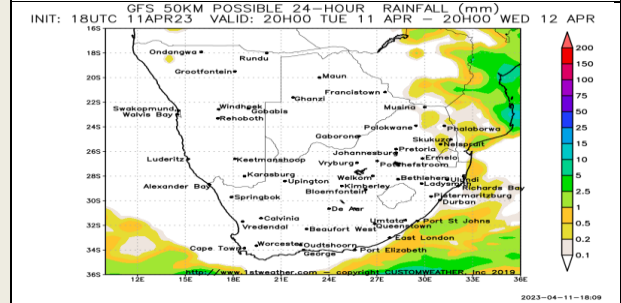 GFS 50KM POSSIBLE 24-HOUR RAINFALL (mm)
INIT: 18UTC 11APR23 VALID: 20H00 TUE 11 APR - 20H00 WED 12 APR
16S
18S
20S
22S
24S
26S
28S
30S
32S
34S
36S
Ondangwa
Rundu
Grootfontein
Maun
Francistown
Ghanzi
Musina
Swakopmund
Windhoek
Gobabis
Walvis Bay
Rehoboth
Polokwane
Phalaborwa
Gaborone
Skukuza
Nelspruit
Johannesburg
Pretoria
Luderitz
Keetmanshoop
Vryburg
Potchefstroom
Ermelo
Karasburg
Upington
Welkom
Bethlehem
Ulundi
Alexander Bay
Kimberley
Ladysmith
Richards Bay
Bloemfontein
Springbok
Pietermaritzburg
Durban
De Aar
Calvinia
Umtata
Port St Johns
Vredendal
Beaufort West
Queenstown
East London
Cape Town
Worcester
Oudtshoorn
George
Port Elizabeth
http://www.1stweather.com - copyright CUSTOMWEATHER, Inc 2019
12E 15E 18E 21E 24E 27E 30E 33E 36E
200
150
100
75
50
25
15
10
5
2.5
1
0.5
0.2
0.1
2023-04-11-18:09